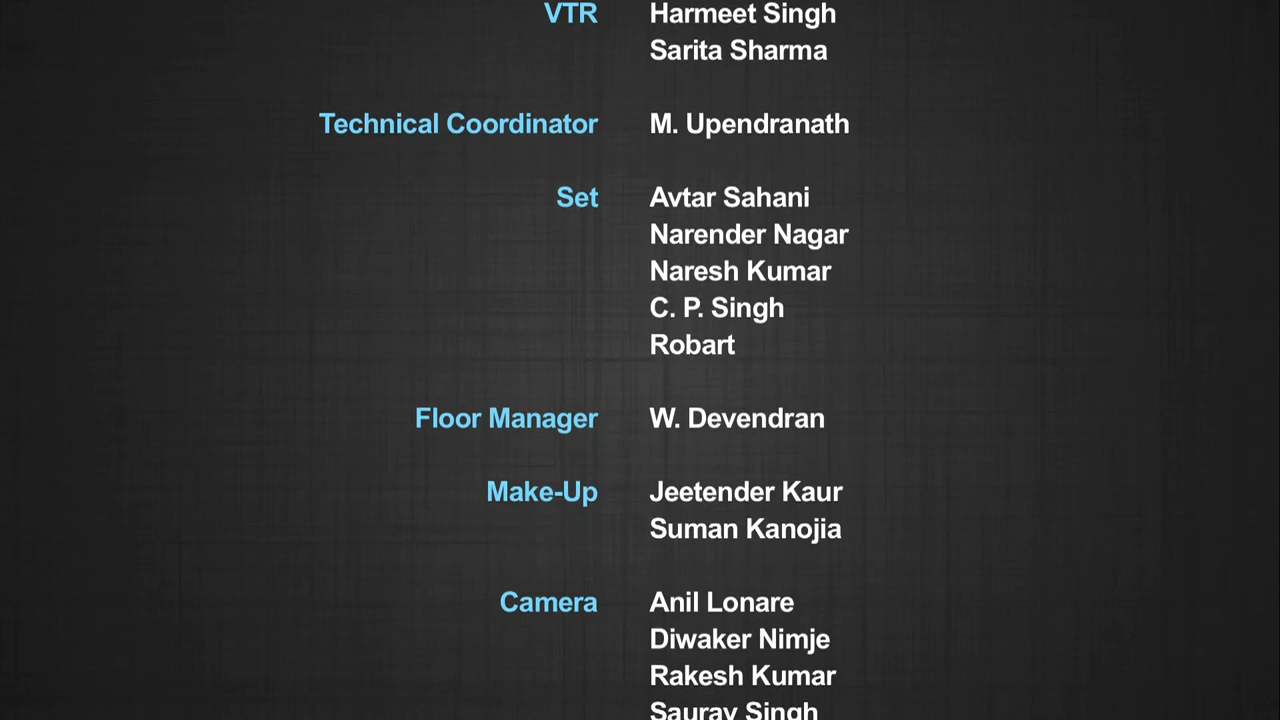 VTR Harmeet Singh
Sarita Sharma
Technical Coordinator M. Upendranath
Set Avtar Sahani
Narender Nagar
Naresh Kumar
C. P. Singh
Robart
Floor Manager W. Devendran
Make-Up Jeetender Kaur
Suman Kanojia
Camera Anil Lonare
Diwaker Nimje
Rakesh Kumar
Saurav Singh